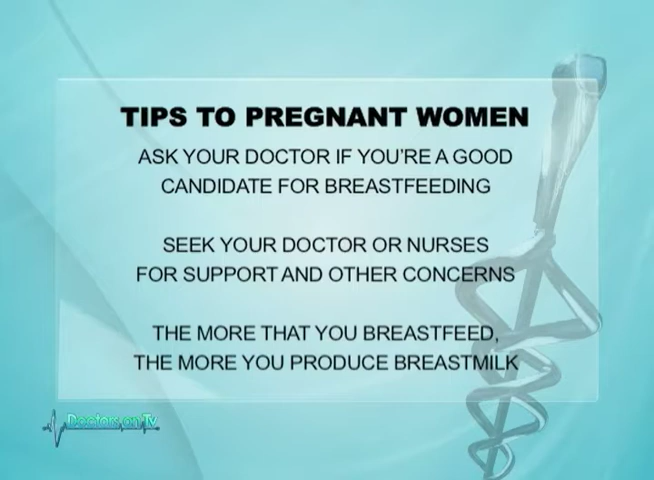 TIPS TO PREGNANT WOMEN
ASK YOUR DOCTOR IF YOU'RE A GOOD
CANDIDATE FOR BREASTFEEDING
SEEK YOUR DOCTOR OR NURSES
FOR SUPPORT AND OTHER CONCERNS
THE MORE THAT YOU BREASTFEED,
THE MORE YOU PRODUCE BREASTMILK
Doctors on Tv